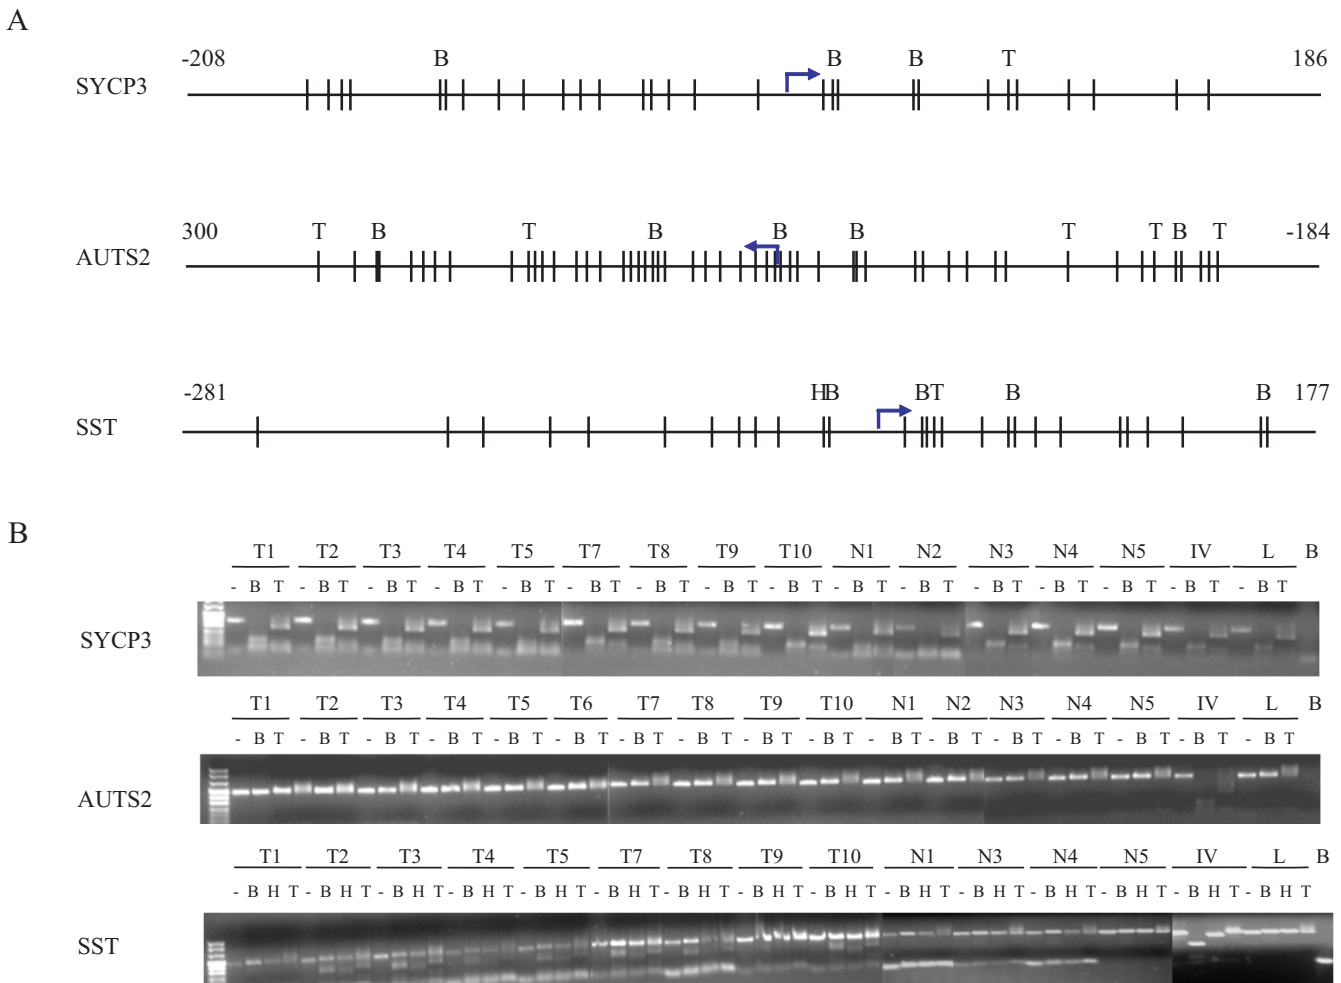 A
-208 B B B T 186
SYCP3
300 T B T B B B T T B T -184
AUTS2
-281 H B B T B B 177
SST
B
T1 T2 T3 T4 T5 T7 T8 T9 T10 N1 N2 N3 N4 N5 IV L B
- B T - B T - B T - B T - B T - B T - B T - B T - B T - B T - B T - B T - B T - B T - B T - B T
SYCP3
T1 T2 T3 T4 T5 T6 T7 T8 T9 T10 N1 N2 N3 N4 N5 IV L B
- B T - B T - B T - B T - B T - B T - B T - B T - B T - B T - B T - B T - B T - B T - B T - B T - B T
AUTS2
T1 T2 T3 T4 T5 T7 T8 T9 T10 N1 N3 N4 N5 IV L B
- B H T - B H T - B H T - B H T - B H T - B H T - B H T - B H T - B H T - B H T - B H T - B H T - B H T - B H T - B H T
SST